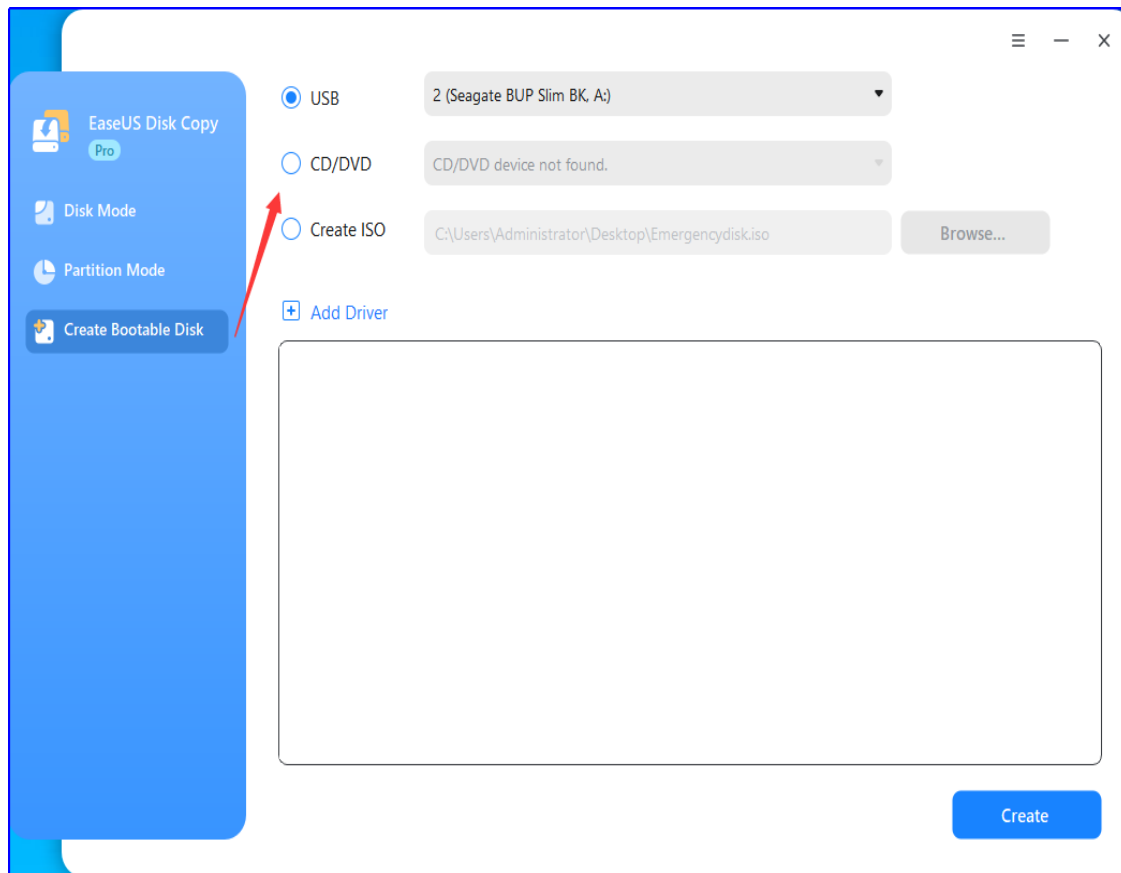 EaseUS Disk Copy
Pro
Disk Mode
Partition Mode
Create Bootable Disk
USB
2 (Seagate BUP Slim BK, A:)
CD/DVD
CD/DVD device not found.
Create ISO
C:\Users\Administrator\Desktop\Emergencydisk.iso
Browse...
Add Driver
Create